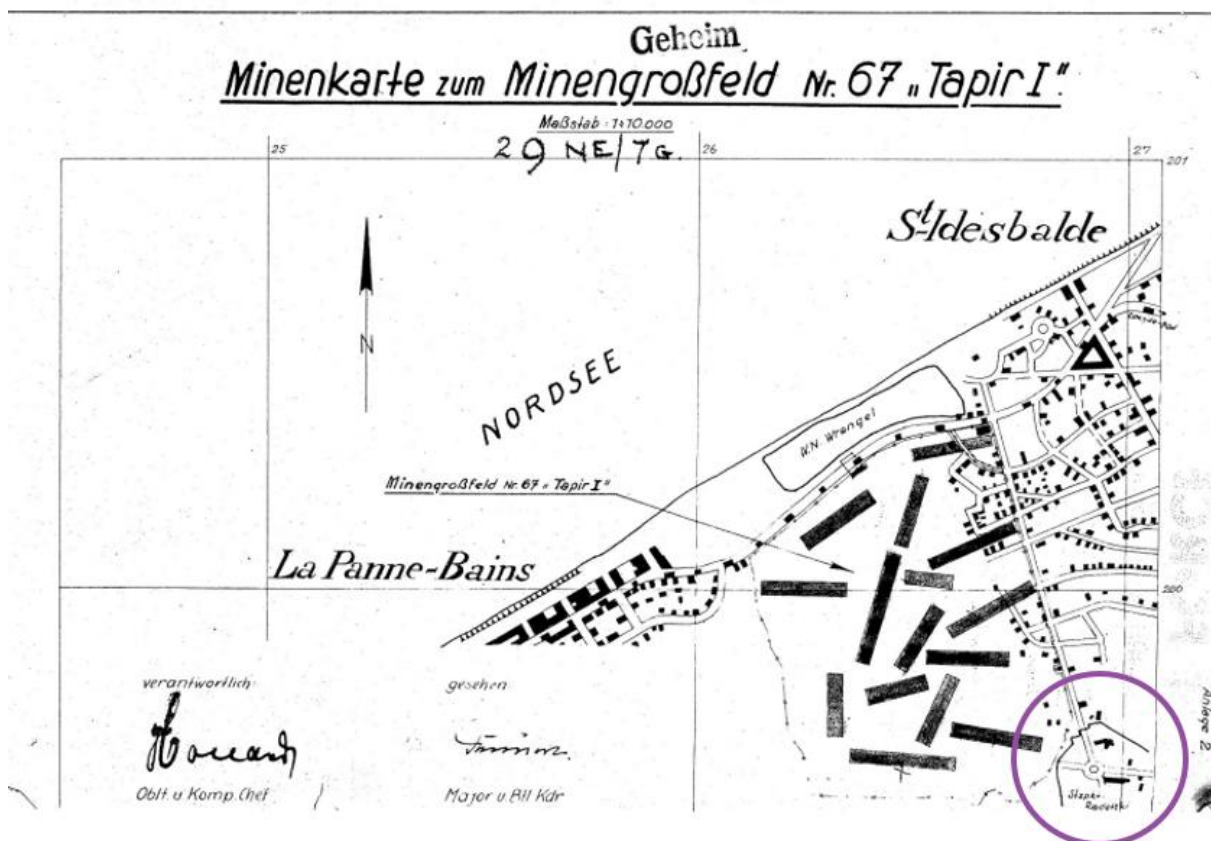 Geheim
Minenkarte zum Minengroßfeld Nr. 67 „Tapir I“.
Maßstab: 1:10.000
29 NE/7G.
25
26
27
201
St Idesbalde
N
NORDSEE
W.N. Wrangel
Minengroßfeld Nr. 67 „Tapir I“
La Panne-Bains
200
verantwortlich:
gesehen:
Anlage 2
Oblt. u Komp. Chef
Major u. Btl Kdr
Stzpn